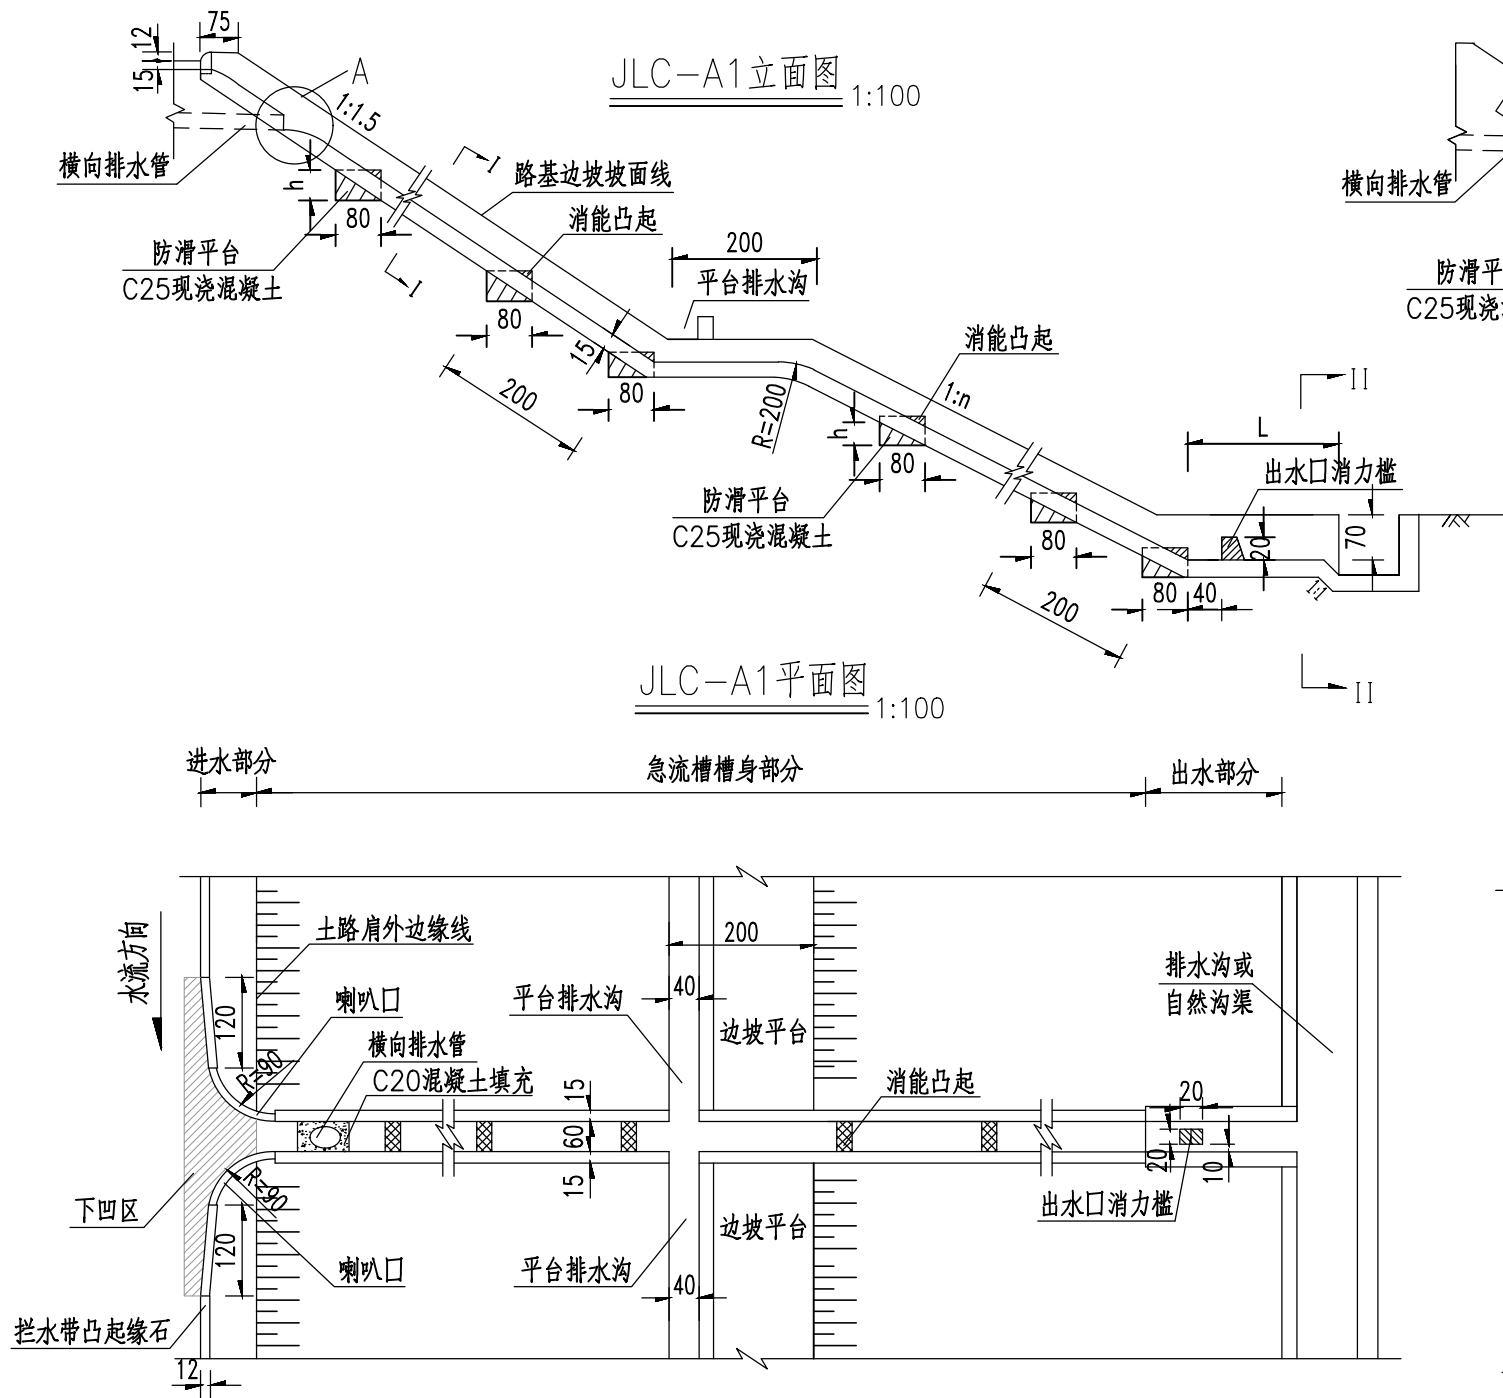 75
12
15
A
JLC-A1立面图
1:100
1:1.5
横向排水管
h
80
I
路基边坡坡面线
消能凸起
防滑平台
C25现浇混凝土
I
200
平台排水沟
80
15
80
200
R=200
消能凸起
1:n
h
80
防滑平台
C25现浇混凝土
80
200
II
L
出水口消力槛
20
70
80
40
1:1
II
横向排水管
防滑平
C25现浇
JLC-A1平面图
1:100
进水部分
急流槽槽身部分
出水部分
水流方向
土路肩外边缘线
喇叭口
横向排水管
C20混凝土填充
120
R=90
平台排水沟
200
40
边坡平台
消能凸起
排水沟或
自然沟渠
15
60
15
20
20
10
出水口消力槛
下凹区
R=90
120
喇叭口
平台排水沟
边坡平台
40
拦水带凸起缘石
12